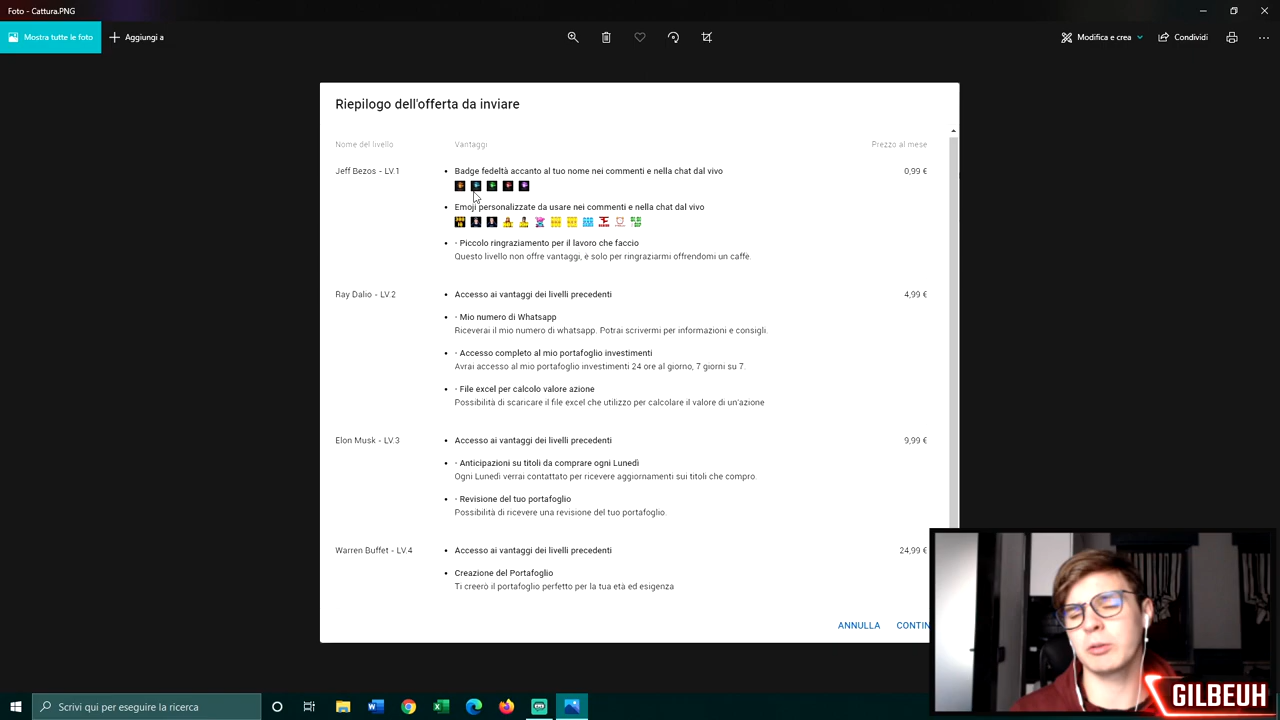 Foto - Cattura.PNG
Mostra tutte le foto
Aggiungi a
Modifica e crea
Condividi
Riepilogo dell'offerta da inviare
Nome del livello Vantaggi Prezzo al mese
Jeff Bezos - LV.1 • Badge fedeltà accanto al tuo nome nei commenti e nella chat dal vivo 0,99 €
• Emoji personalizzate da usare nei commenti e nella chat dal vivo
• - Piccolo ringraziamento per il lavoro che faccio
Questo livello non offre vantaggi, e solo per ringraziarmi offrendomi un caffè.
Ray Dalio - LV.2 • Accesso ai vantaggi dei livelli precedenti 4,99 €
• - Mio numero di Whatsapp
Riceverai il mio numero di whatsapp. Potrai scrivermi per informazioni e consigli.
• - Accesso completo al mio portafoglio investimenti
Avrai accesso al mio portafoglio investimenti 24 ore al giorno, 7 giorni su 7.
• - File excel per calcolo valore azione
Possibilità di scaricare il file excel che utilizzo per calcolare il valore di un'azione
Elon Musk - LV.3 • Accesso ai vantaggi dei livelli precedenti 9,99 €
• - Anticipazioni su titoli da comprare ogni Lunedì
Ogni Lunedì verrai contattato per ricevere aggiornamenti sui titoli che compro.
• - Revisione del tuo portafoglio
Possibilità di ricevere una revisione del tuo portafoglio.
Warren Buffet - LV.4 • Accesso ai vantaggi dei livelli precedenti 24,99 €
• Creazione del Portafoglio
Ti creerò il portafoglio perfetto per la tua età ed esigenza
ANNULLA CONTIN
GILBEUH
Scrivi qui per eseguire la ricerca